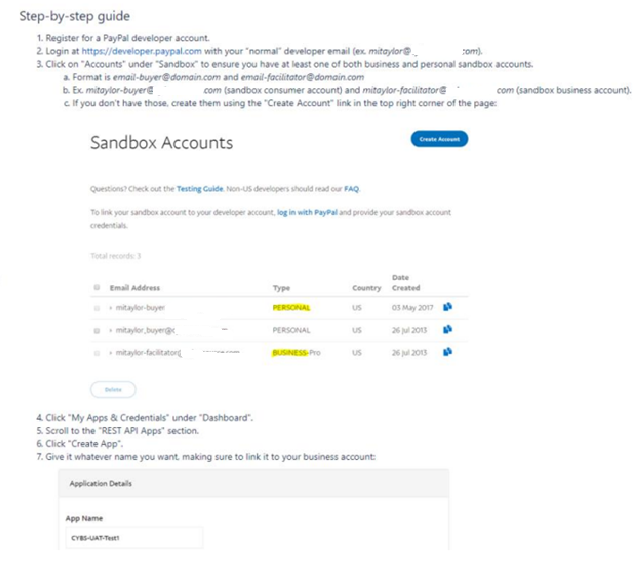 Step-by-step guide
1. Register for a PayPal developer account.
2. Login at https://developer.paypal.com with your "normal" developer email (ex. mitaylor@ .com).
3. Click on "Accounts" under "Sandbox" to ensure you have at least one of both business and personal sandbox accounts.
a. Format is email-buyer@domain.com and email-facilitator@domain.com
b. Ex. mitaylor-buyer@ com (sandbox consumer account) and mitaylor-facilitator@ com (sandbox business account).
c. If you don't have those, create them using the "Create Account" link in the top right corner of the page:
Sandbox Accounts
Create Account
Questions? Check out the Testing Guide. Non-US developers should read our FAQ.
To link your sandbox account to your developer account, log in with PayPal and provide your sandbox account
credentials.
Total records: 3
Date
Email Address Type Country Created
mitayllor-buyer PERSONAL US 03 May 2017
mitaylor_buyer@c PERSONAL US 26 Jul 2013
mitaylor-facilitator@ BUSINESS-Pro US 26 Jul 2013
Delete
4. Click "My Apps & Credentials" under "Dashboard".
5. Scroll to the "REST API Apps" section.
6. Click "Create App".
7. Give it whatever name you want, making sure to link it to your business account:
Application Details
App Name
CYBS-UAT-Test1